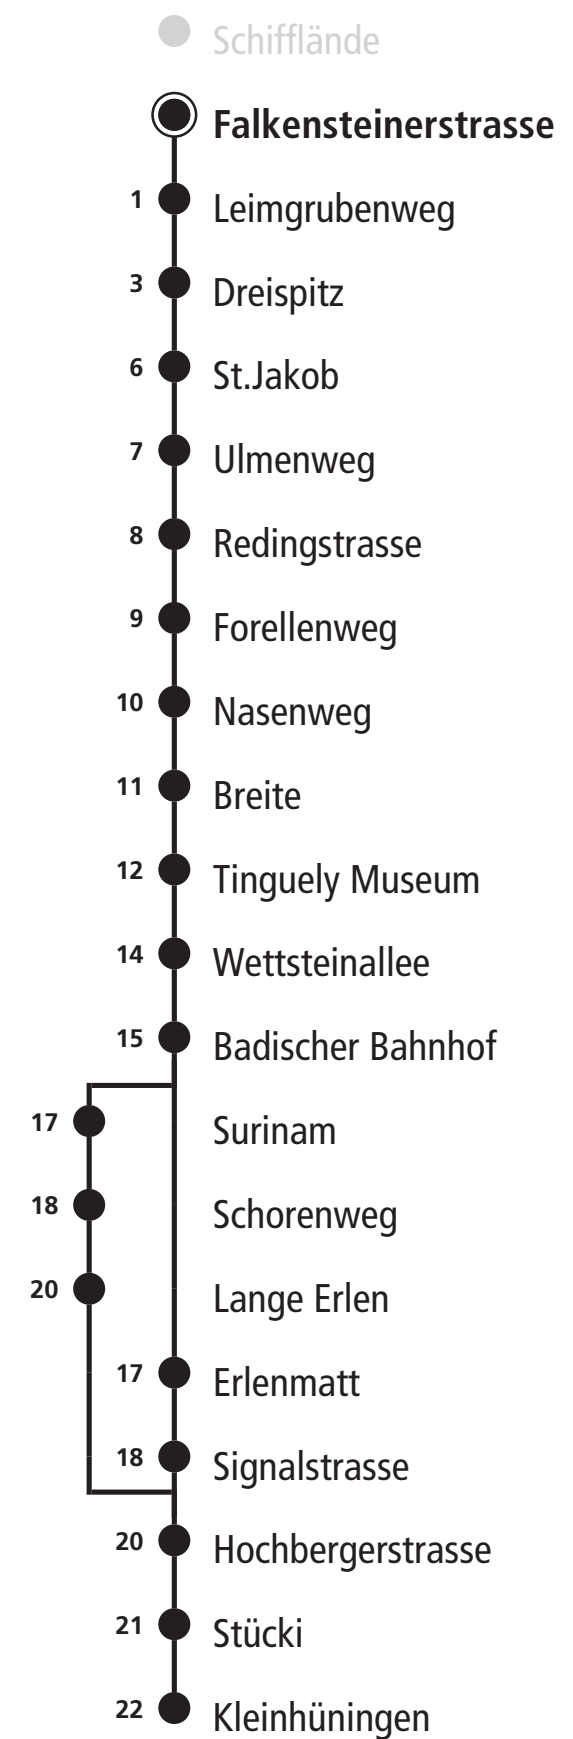 Schifflände
Falkensteinerstrasse
1 Leimgrubenweg
3 Dreispitz
6 St.Jakob
7 Ulmenweg
8 Redingstrasse
9 Forellenweg
10 Nasenweg
11 Breite
12 Tinguely Museum
14 Wettsteinallee
15 Badischer Bahnhof
17 Surinam
18 Schorenweg
20 Lange Erlen
17 Erlenmatt
18 Signalstrasse
20 Hochbergerstrasse
21 Stücki
22 Kleinhüningen